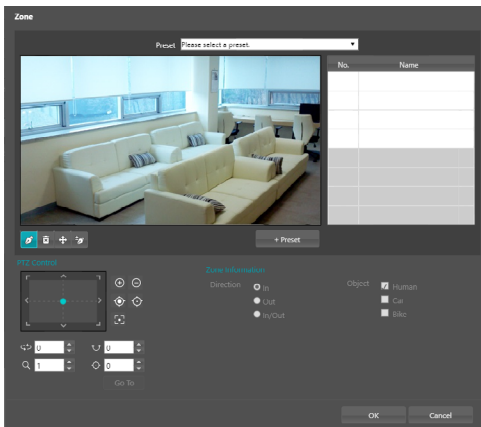 Zone
Preset Please select a preset.
No. Name
+ Preset
PTZ Control
Zone Information
Direction In
Out
In/Out
Object Human
Car
Bike
0 0
1 0
Go To
OK Cancel